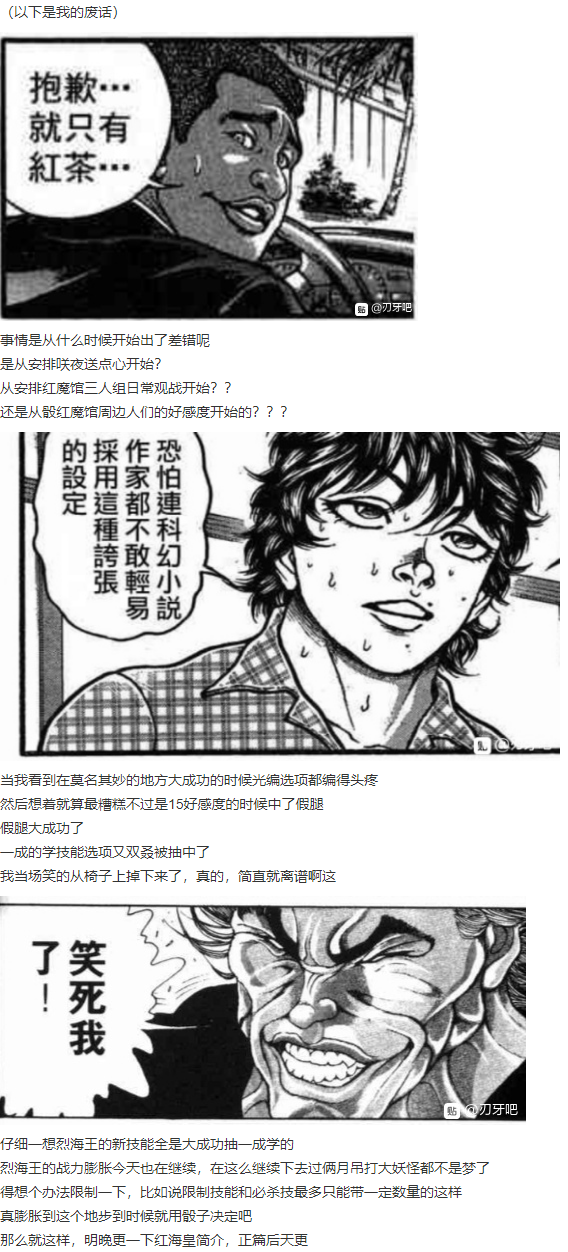 （以下是我的废话）
抱歉…
就只有
紅茶…
贴 @刃牙吧
事情是从什么时候开始出了差错呢
是从安排咲夜送点心开始?
从安排红魔馆三人组日常观战开始？？
还是从骰红魔馆周边人们的好感度开始的？？？
恐怕連科幻小說
作家都不敢輕易
採用這種誇張
的設定
贴 @刃牙吧
当我看到在莫名其妙的地方大成功的时候光编选项都编得头疼
然后想着就算最糟糕不过是15好感度的时候中了假腿
假腿大成功了
一成的学技能选项又双叒被抽中了
我当场笑的从椅子上掉下来了，真的，简直就离谱啊这
笑死我
了！
贴 @刃牙吧
仔细一想烈海王的新技能全是大成功抽一成学的
烈海王的战力膨胀今天也在继续，在这么继续下去过俩月吊打大妖怪都不是梦了
得想个办法限制一下，比如说限制技能和必杀技最多只能带一定数量的这样
真膨胀到这个地步到时候就用骰子决定吧
那么就这样，明晚更一下红海皇简介，正篇后天更